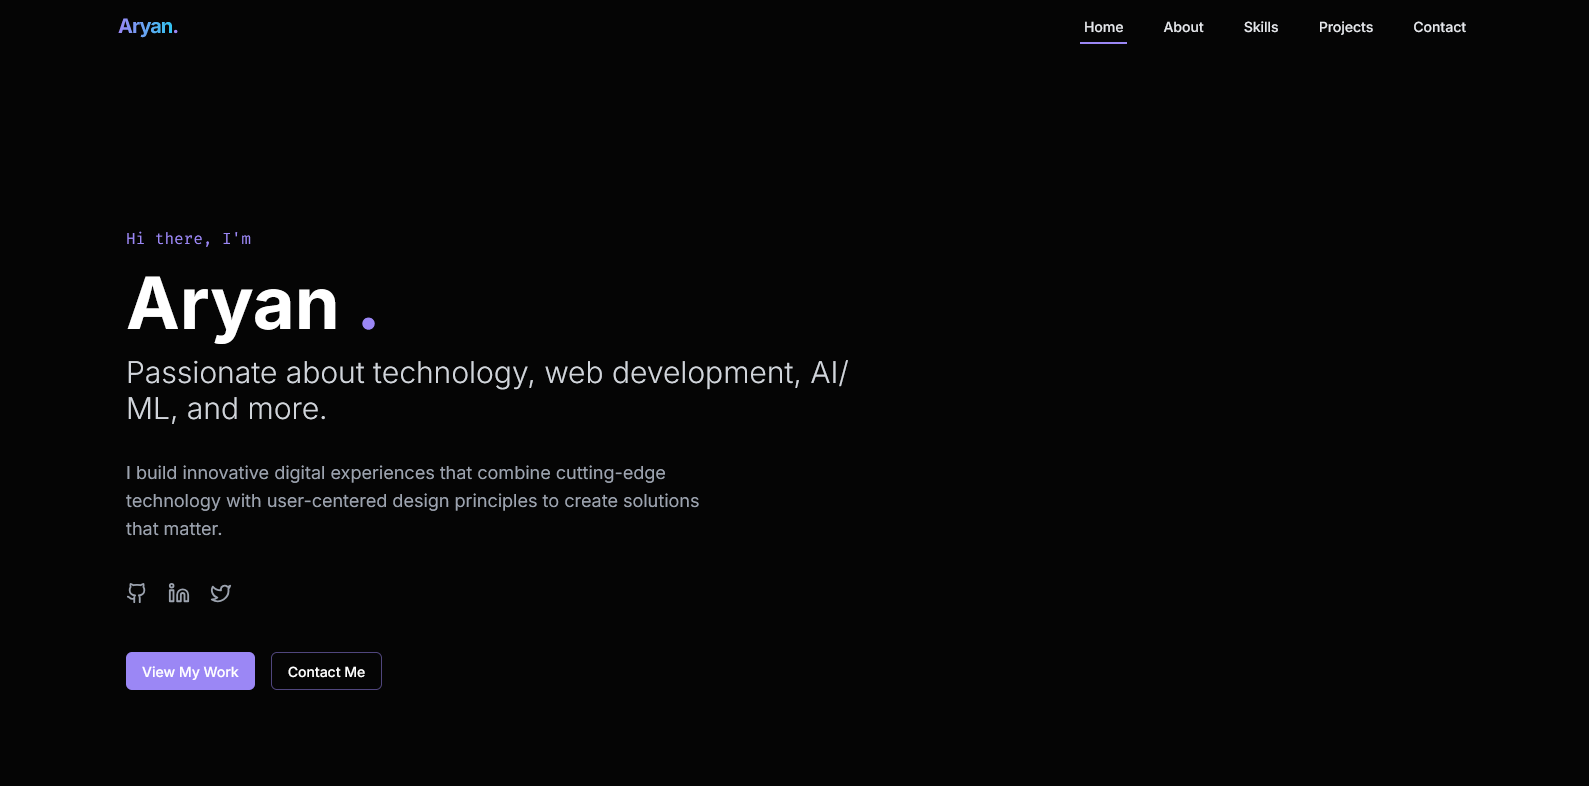 Aryan.
Home About Skills Projects Contact
Hi there, I'm
Aryan .
Passionate about technology, web development, AI/
ML, and more.
I build innovative digital experiences that combine cutting-edge
technology with user-centered design principles to create solutions
that matter.
View My Work Contact Me